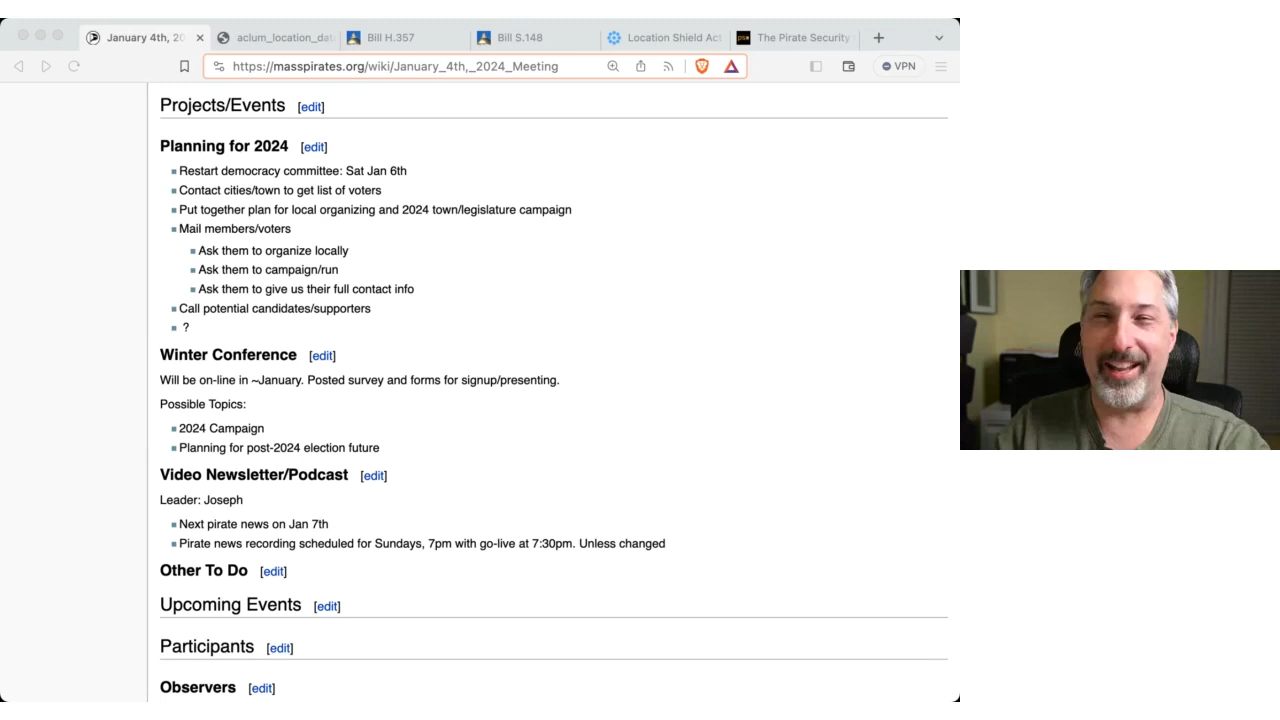 January 4th, 20
aclum_location_dat
Bill H.357
Bill S.148
Location Shield Act
The Pirate Security
https://masspirates.org/wiki/January_4th,_2024_Meeting
VPN
Projects/Events [edit]
Planning for 2024 [edit]
Restart democracy committee: Sat Jan 6th
Contact cities/town to get list of voters
Put together plan for local organizing and 2024 town/legislature campaign
Mail members/voters
Ask them to organize locally
Ask them to campaign/run
Ask them to give us their full contact info
Call potential candidates/supporters
?
Winter Conference [edit]
Will be on-line in ~January. Posted survey and forms for signup/presenting.
Possible Topics:
2024 Campaign
Planning for post-2024 election future
Video Newsletter/Podcast [edit]
Leader: Joseph
Next pirate news on Jan 7th
Pirate news recording scheduled for Sundays, 7pm with go-live at 7:30pm. Unless changed
Other To Do [edit]
Upcoming Events [edit]
Participants [edit]
Observers [edit]